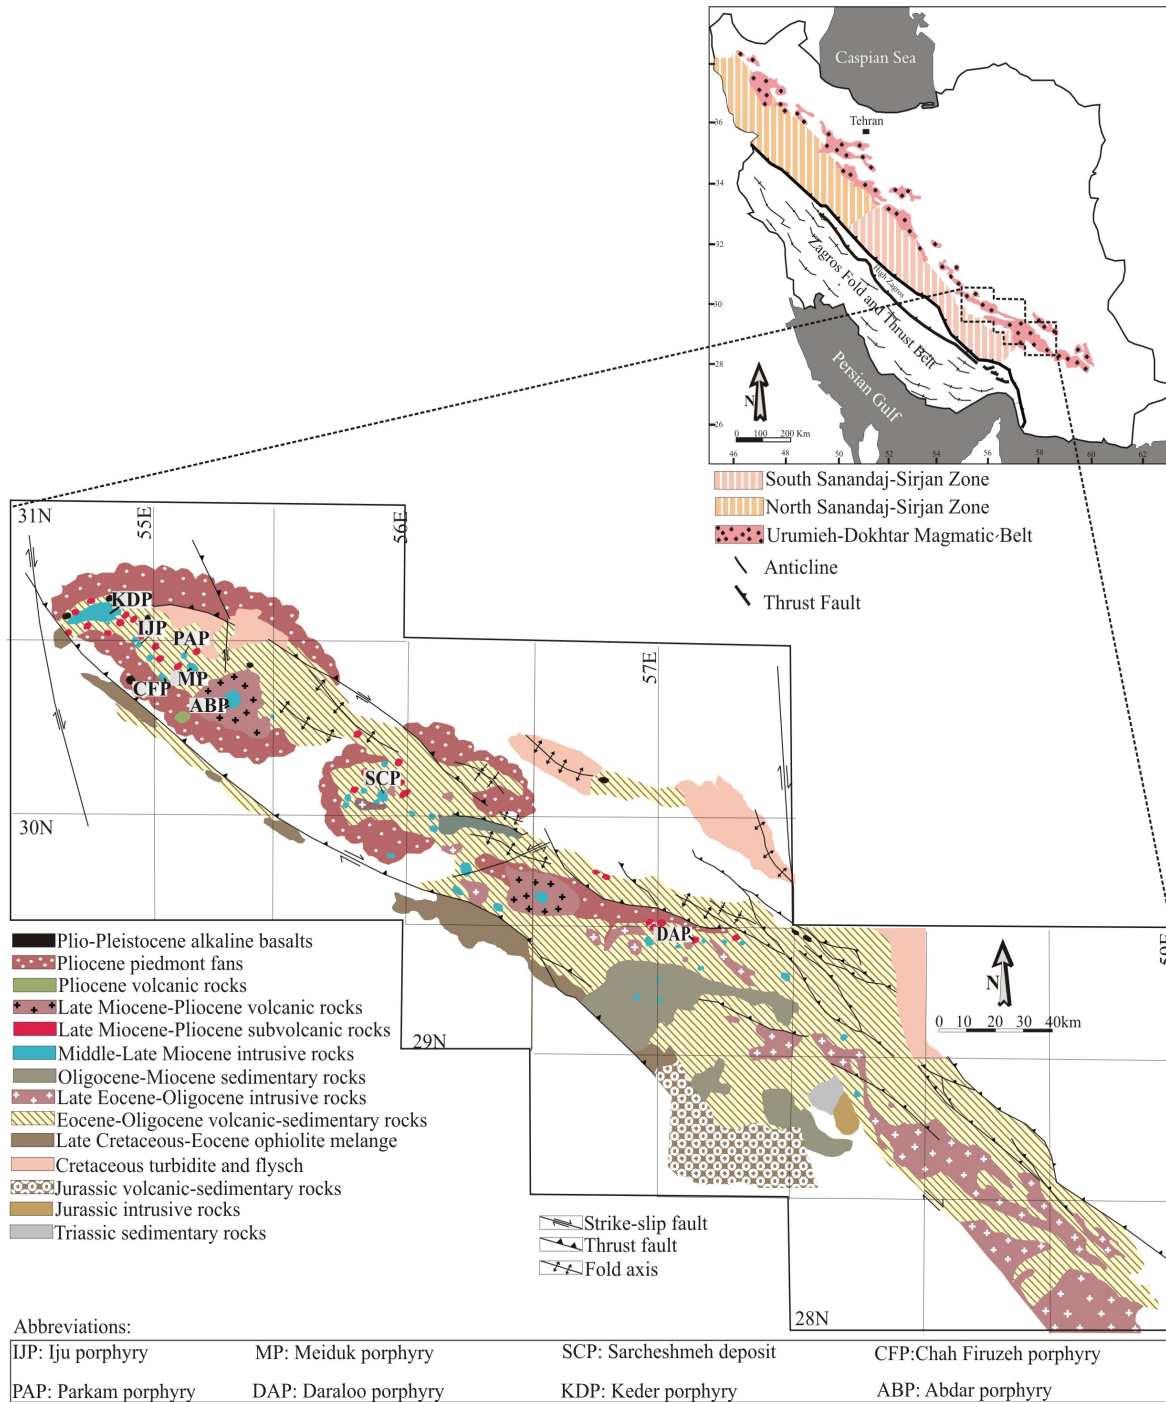 Caspian Sea
Tehran
36
34
32
30
28
26
High Zagros
Zagros Fold and Thrust Belt
Persian Gulf
N
0 100 200 Km
46 48 50 52 54 56 58 60 62
South Sanandaj-Sirjan Zone
North Sanandaj-Sirjan Zone
Urumieh-Dokhtar Magmatic-Belt
Anticline
Thrust Fault
31N
55E
56E
KDP
IJP
PAP
MP
CFP
ABP
57E
SCP
30N
DAP
59E
N
0 10 20 30 40km
29N
28N
Plio-Pleistocene alkaline basalts
Pliocene piedmont fans
Pliocene volcanic rocks
Late Miocene-Pliocene volcanic rocks
Late Miocene-Pliocene subvolcanic rocks
Middle-Late Miocene intrusive rocks
Oligocene-Miocene sedimentary rocks
Late Eocene-Oligocene intrusive rocks
Eocene-Oligocene volcanic-sedimentary rocks
Late Cretaceous-Eocene ophiolite melange
Cretaceous turbidite and flysch
Jurassic volcanic-sedimentary rocks
Jurassic intrusive rocks
Triassic sedimentary rocks
Strike-slip fault
Thrust fault
Fold axis
Abbreviations:
IJP: Iju porphyry MP: Meiduk porphyry SCP: Sarcheshmeh deposit CFP:Chah Firuzeh porphyry
PAP: Parkam porphyry DAP: Daraloo porphyry KDP: Keder porphyry ABP: Abdar porphyry